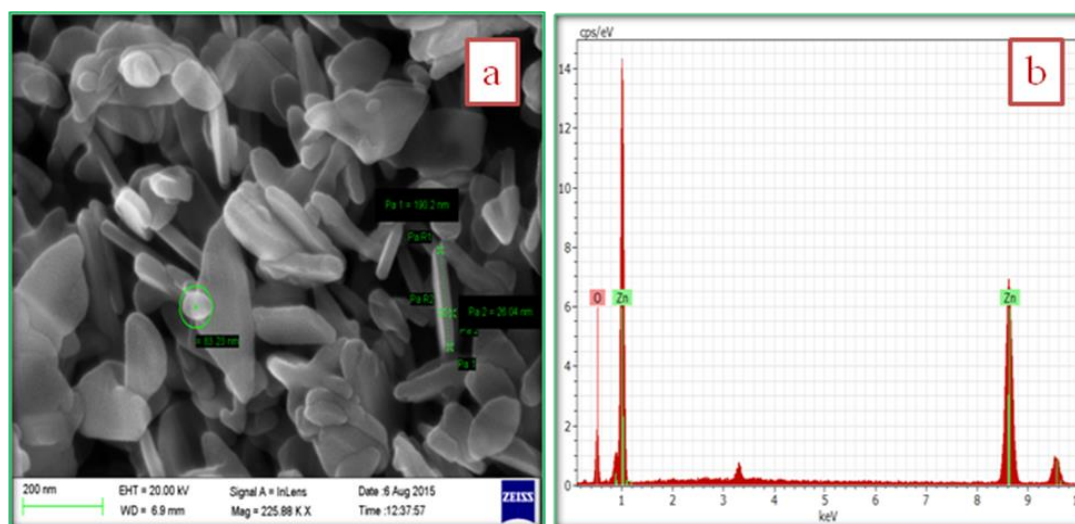 a
Pa 1 = 190.2 nm
Pa R1
Pa R2
Pa 2 = 26.04 nm
200 nm
EHT = 20.00 kV
WD = 6.9 mm
Signal A = InLens
Mag = 225.88 K X
Date :6 Aug 2015
Time :12:37:57
ZEISS
cps/eV
b
14
12
10
8
6
4
2
0
O
Zn
Zn
1
2
3
4
5
6
7
8
9
keV